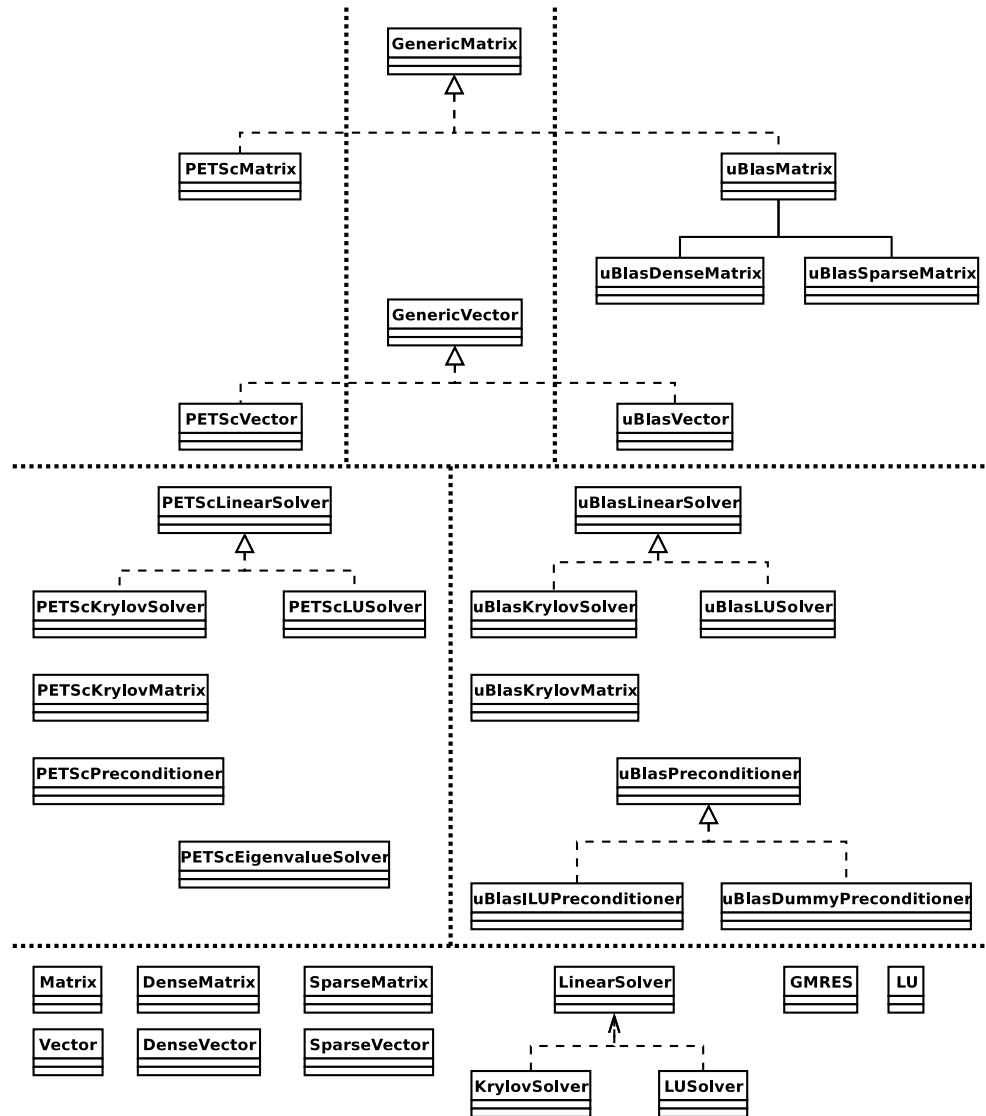 GenericMatrix
PETScMatrix
uBlasMatrix
uBlasDenseMatrix
uBlasSparseMatrix
GenericVector
PETScVector
uBlasVector
PETScLinearSolver
uBlasLinearSolver
PETScKrylovSolver
PETScLUSolver
uBlasKrylovSolver
uBlasLUSolver
PETScKrylovMatrix
uBlasKrylovMatrix
PETScPreconditioner
uBlasPreconditioner
PETScEigenvalueSolver
uBlasILUPreconditioner
uBlasDummyPreconditioner
Matrix
DenseMatrix
SparseMatrix
LinearSolver
GMRES
LU
Vector
DenseVector
SparseVector
KrylovSolver
LUSolver